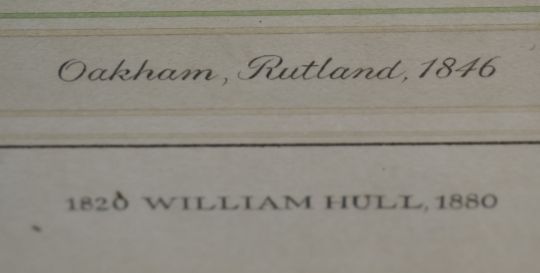 Oakham, Rutland, 1846
1820 WILLIAM HULL, 1880